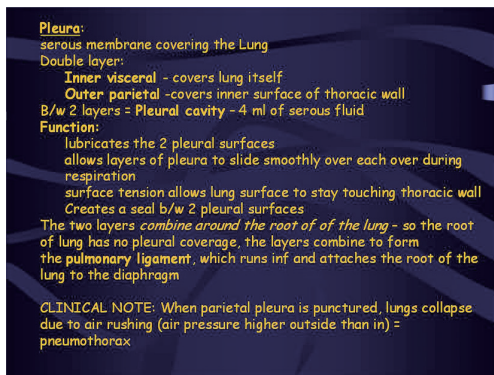 Pleura:
serous membrane covering the Lung
Double layer:
Inner visceral - covers lung itself
Outer parietal -covers inner surface of thoracic wall
B/w 2 layers = Pleural cavity - 4 ml of serous fluid
Function:
lubricates the 2 pleural surfaces
allows layers of pleura to slide smoothly over each over during
respiration
surface tension allows lung surface to stay touching thoracic wall
Creates a seal b/w 2 pleural surfaces
The two layers combine around the root of of the lung - so the root
of lung has no pleural coverage, the layers combine to form
the pulmonary ligament, which runs inf and attaches the root of the
lung to the diaphragm
CLINICAL NOTE: When parietal pleura is punctured, lungs collapse
due to air rushing (air pressure higher outside than in) =
pneumothorax